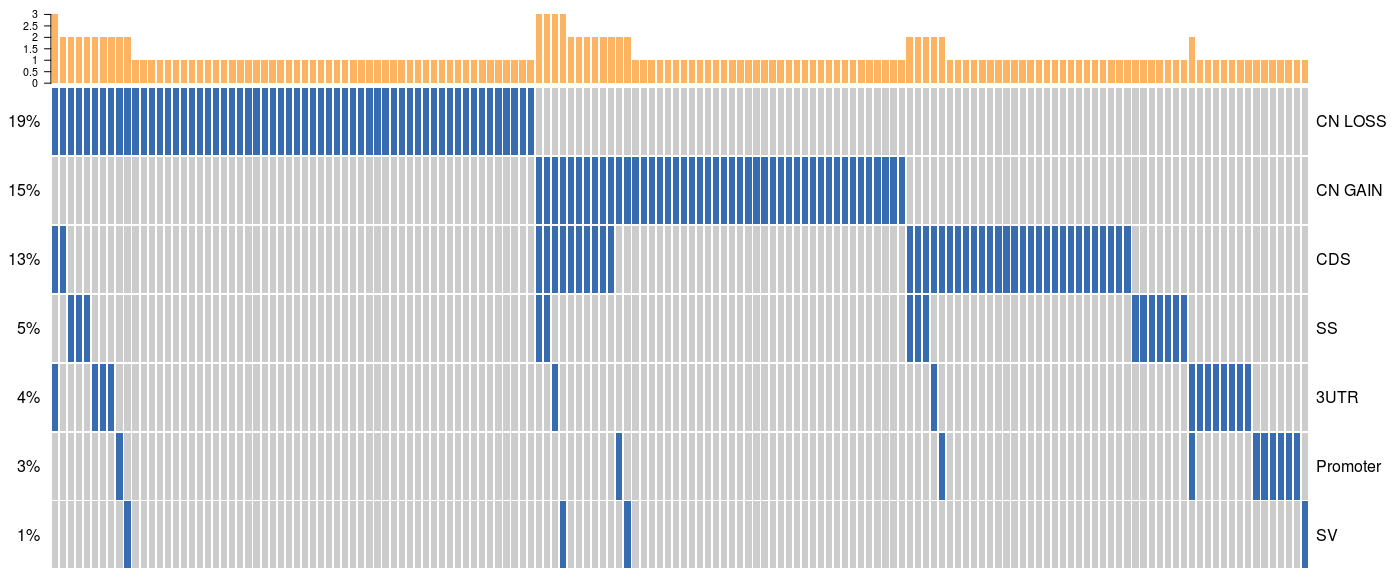 3
2.5
2
1.5
1
0.5
0
19% CN LOSS
15% CN GAIN
13% CDS
5% SS
4% 3UTR
3% Promoter
1% SV